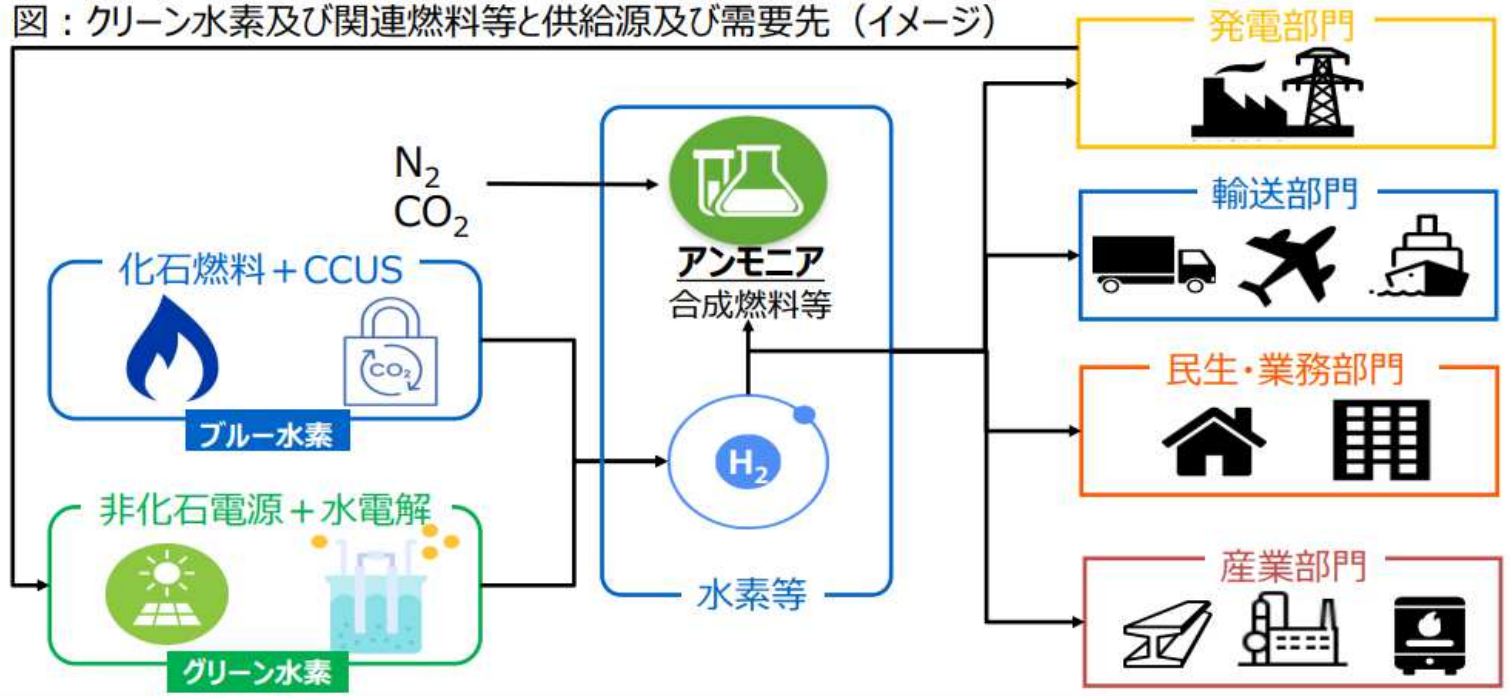 図：クリーン水素及び関連燃料等と供給源及び需要先（イメージ）
発電部門
N₂
CO₂
アンモニア
合成燃料等
輸送部門
化石燃料＋CCUS
CO₂
ブルー水素
民生・業務部門
H₂
非化石電源＋水電解
グリーン水素
水素等
産業部門